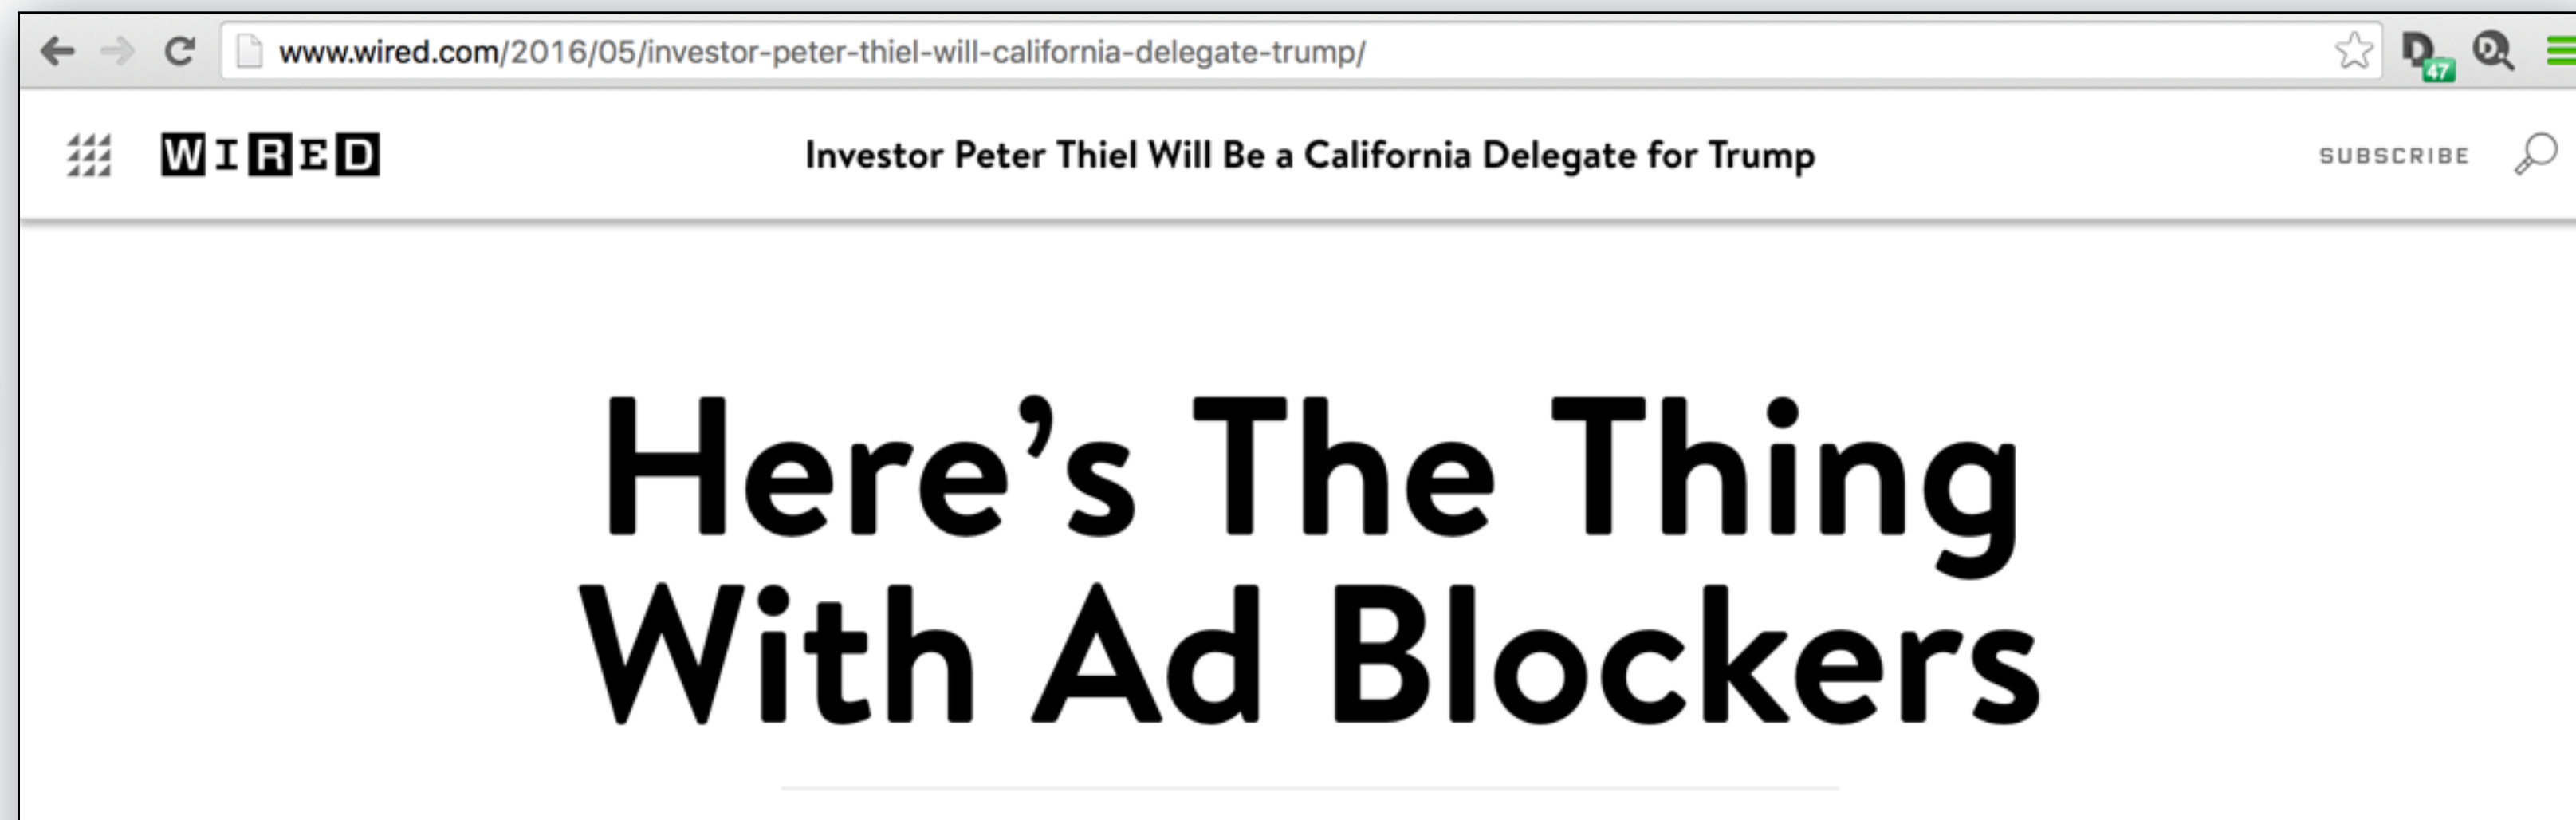 www.wired.com/2016/05/investor-peter-thiel-will-california-delegate-trump/
D 47 D
WIRED Investor Peter Thiel Will Be a California Delegate for Trump SUBSCRIBE
Here’s The Thing
With Ad Blockers